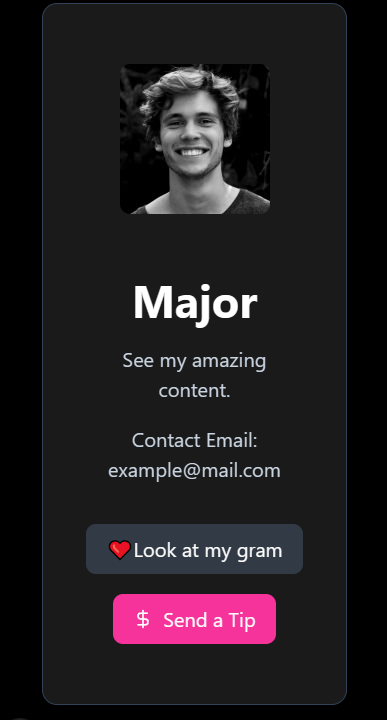 Major
See my amazing
content.
Contact Email:
example@mail.com
Look at my gram
$ Send a Tip